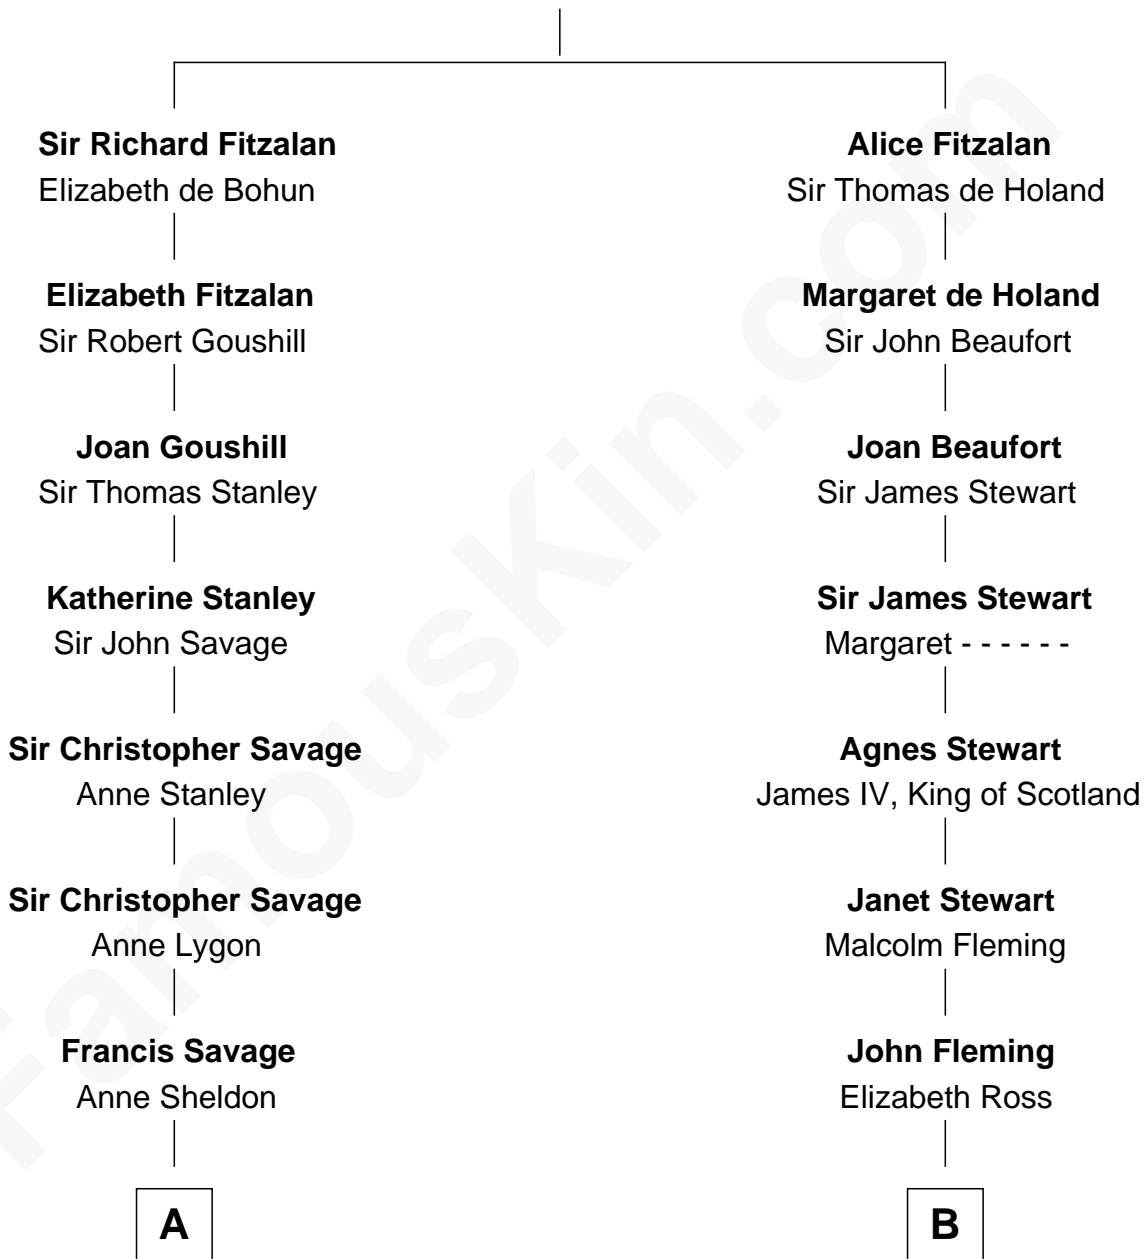 Sir Richard Fitzalan
Elizabeth de Bohun
Elizabeth Fitzalan
Sir Robert Goushill
Joan Goushill
Sir Thomas Stanley
Katherine Stanley
Sir John Savage
Sir Christopher Savage
Anne Stanley
Sir Christopher Savage
Anne Lygon
Francis Savage
Anne Sheldon
A
Alice Fitzalan
Sir Thomas de Holand
Margaret de Holand
Sir John Beaufort
Joan Beaufort
Sir James Stewart
Sir James Stewart
Margaret - - - - - -
Agnes Stewart
James IV, King of Scotland
Janet Stewart
Malcolm Fleming
John Fleming
Elizabeth Ross
B
FamousKin.com